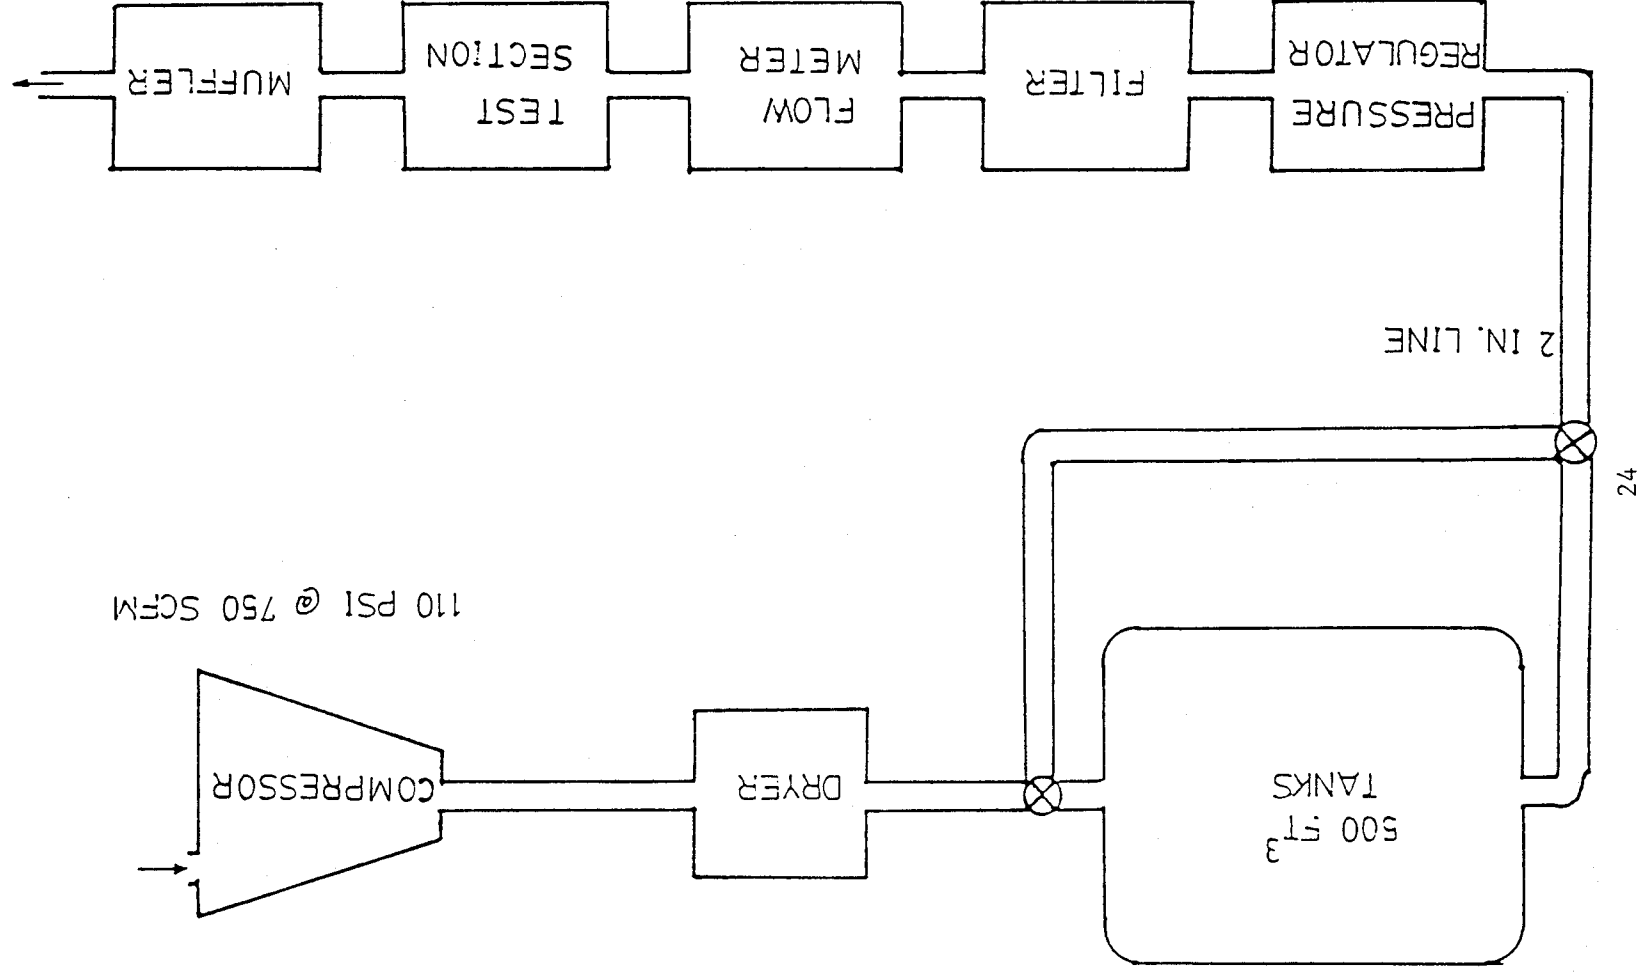 500 FT³
TANKS
DRYER
COMPRESSOR
110 PSI @ 750 SCFM
2 IN. LINE
PRESSURE
REGULATOR
FILTER
FLOW
METER
TEST
SECTION
MUFFLER
24